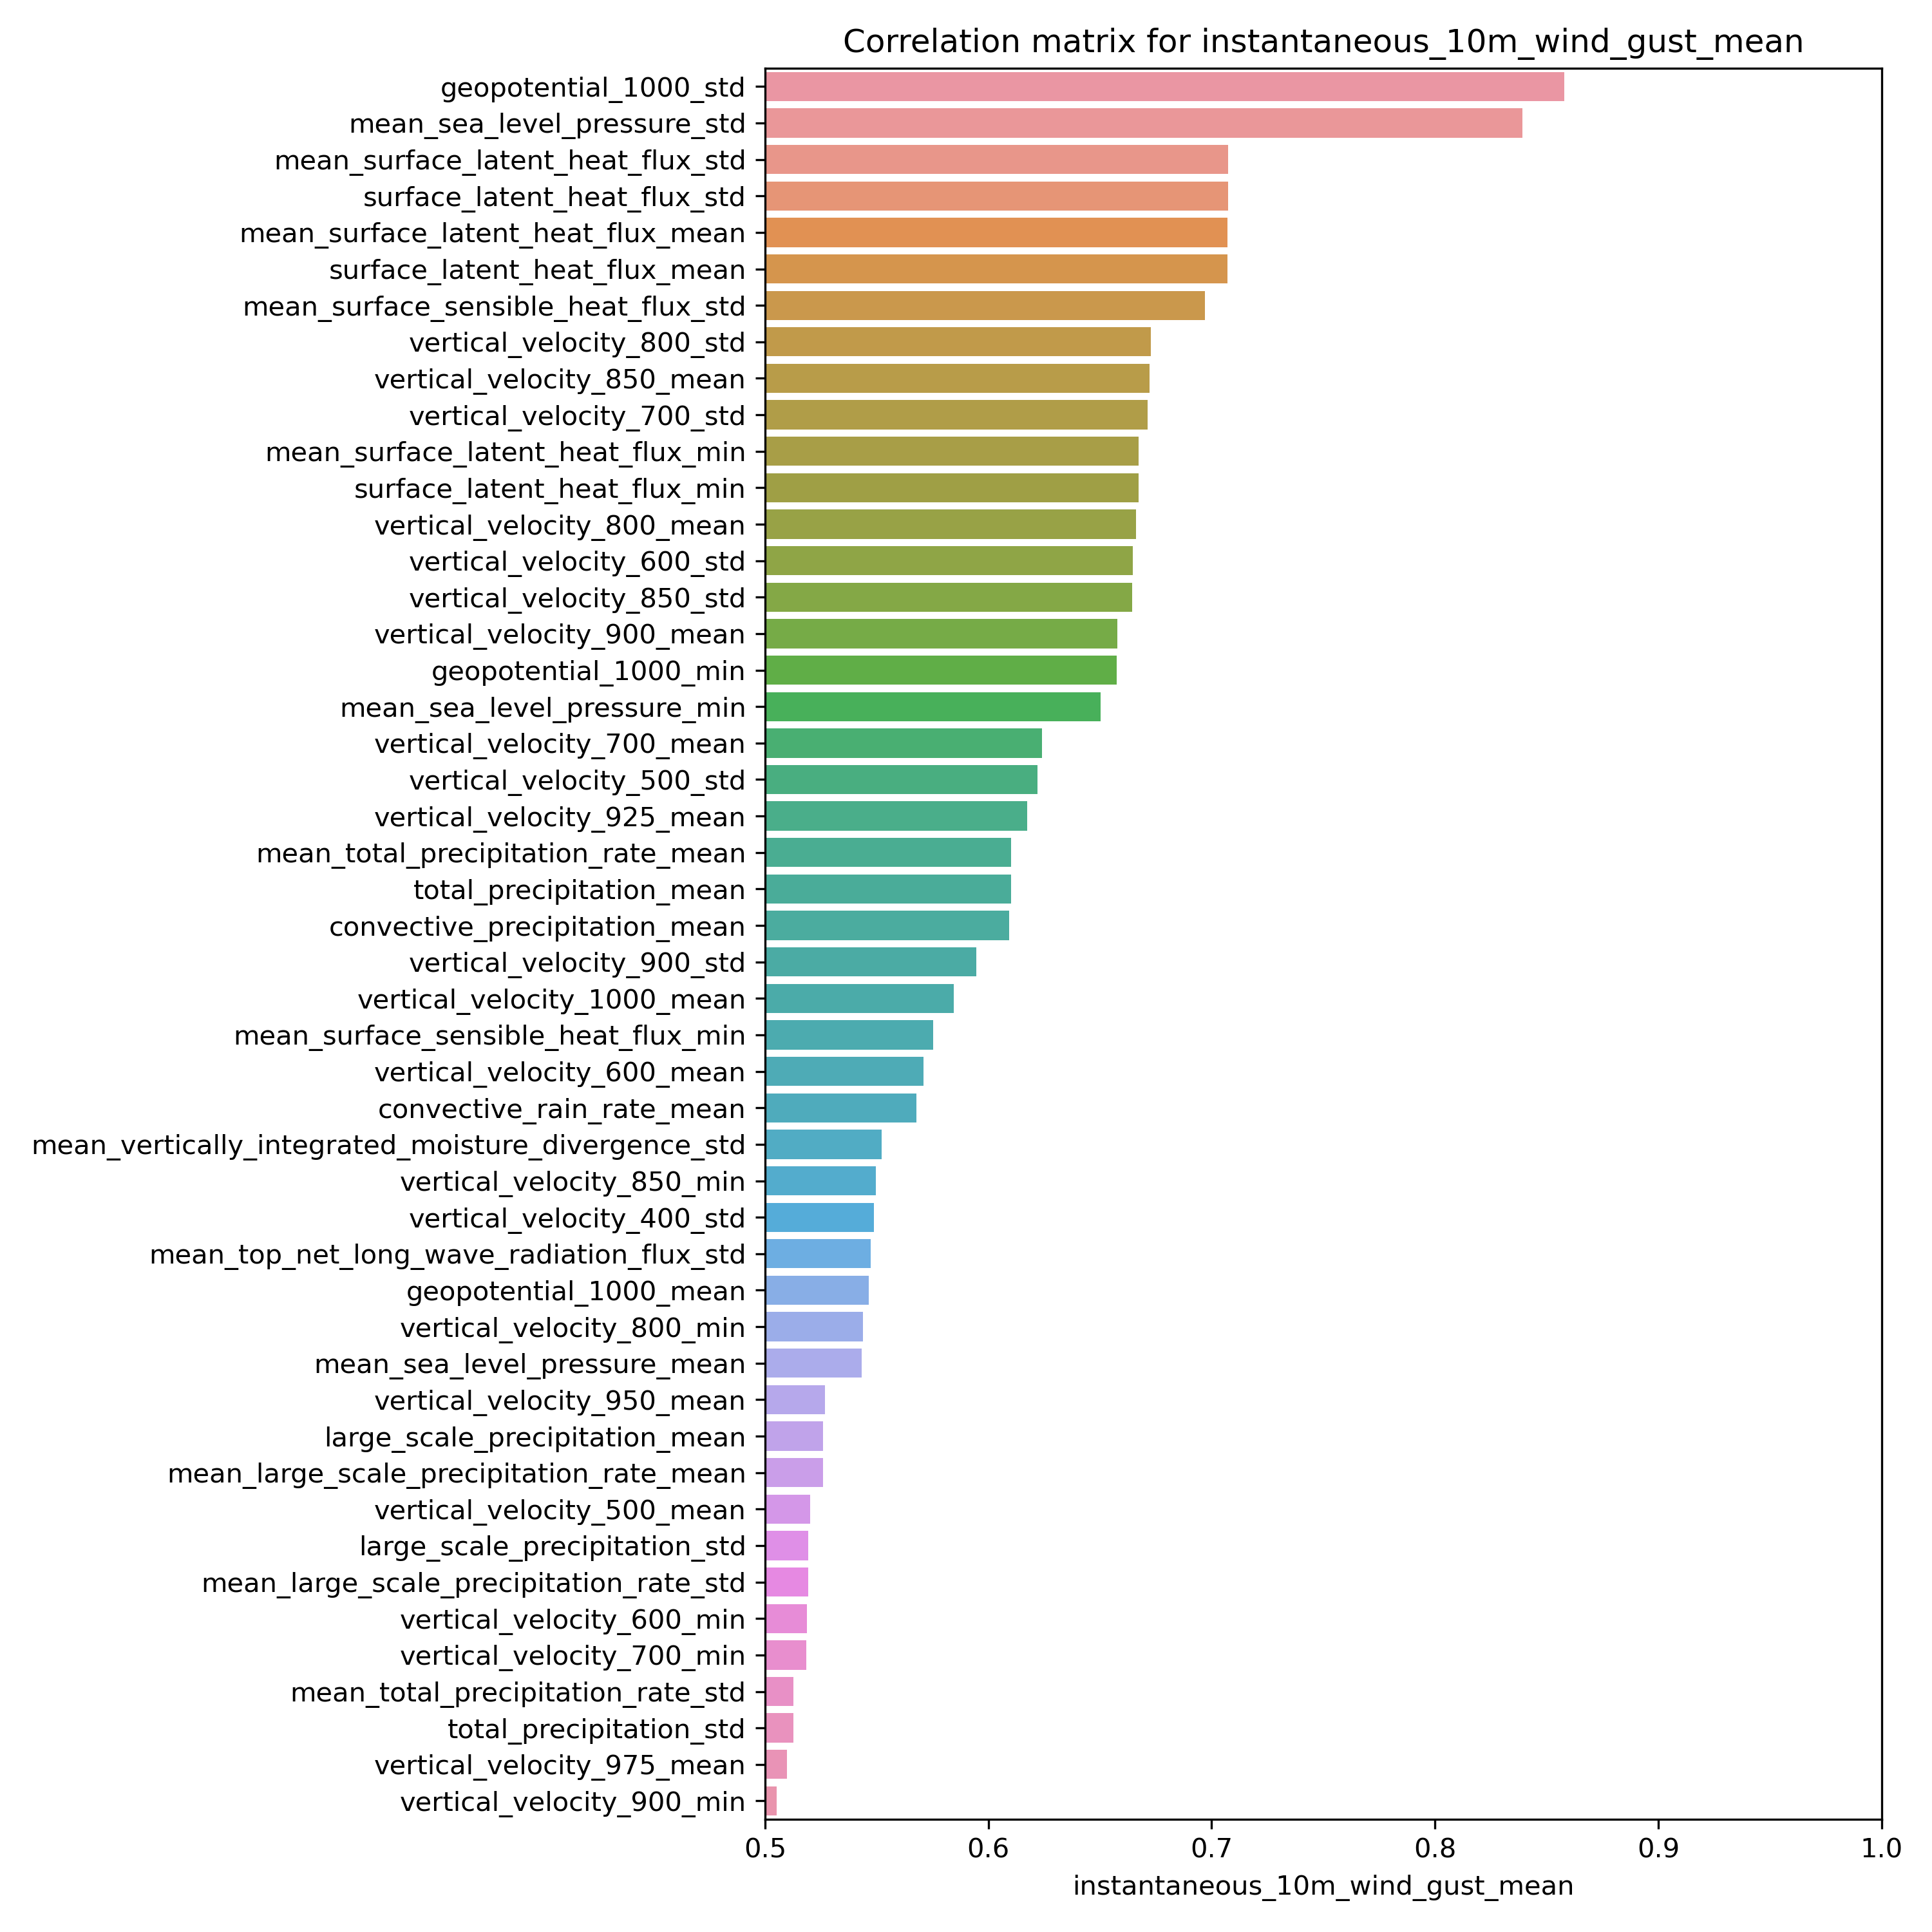 Correlation matrix for instantaneous_10m_wind_gust_mean
geopotential_1000_std
mean_sea_level_pressure_std
mean_surface_latent_heat_flux_std
surface_latent_heat_flux_std
mean_surface_latent_heat_flux_mean
surface_latent_heat_flux_mean
mean_surface_sensible_heat_flux_std
vertical_velocity_800_std
vertical_velocity_850_mean
vertical_velocity_700_std
mean_surface_latent_heat_flux_min
surface_latent_heat_flux_min
vertical_velocity_800_mean
vertical_velocity_600_std
vertical_velocity_850_std
vertical_velocity_900_mean
geopotential_1000_min
mean_sea_level_pressure_min
vertical_velocity_700_mean
vertical_velocity_500_std
vertical_velocity_925_mean
mean_total_precipitation_rate_mean
total_precipitation_mean
convective_precipitation_mean
vertical_velocity_900_std
vertical_velocity_1000_mean
mean_surface_sensible_heat_flux_min
vertical_velocity_600_mean
convective_rain_rate_mean
mean_vertically_integrated_moisture_divergence_std
vertical_velocity_850_min
vertical_velocity_400_std
mean_top_net_long_wave_radiation_flux_std
geopotential_1000_mean
vertical_velocity_800_min
mean_sea_level_pressure_mean
vertical_velocity_950_mean
large_scale_precipitation_mean
mean_large_scale_precipitation_rate_mean
vertical_velocity_500_mean
large_scale_precipitation_std
mean_large_scale_precipitation_rate_std
vertical_velocity_600_min
vertical_velocity_700_min
mean_total_precipitation_rate_std
total_precipitation_std
vertical_velocity_975_mean
vertical_velocity_900_min
0.5 0.6 0.7 0.8 0.9 1.0
instantaneous_10m_wind_gust_mean